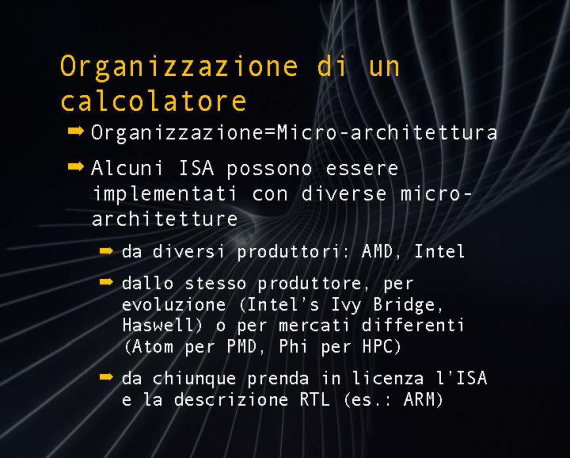 Organizzazione di un
calcolatore
Organizzazione=Micro-architettura
Alcuni ISA possono essere
implementati con diverse micro-
architetture
da diversi produttori: AMD, Intel
dallo stesso produttore, per
evoluzione (Intel's Ivy Bridge,
Haswell) o per mercati differenti
(Atom per PMD, Phi per HPC)
da chiunque prenda in licenza l'ISA
e la descrizione RTL (es.: ARM)